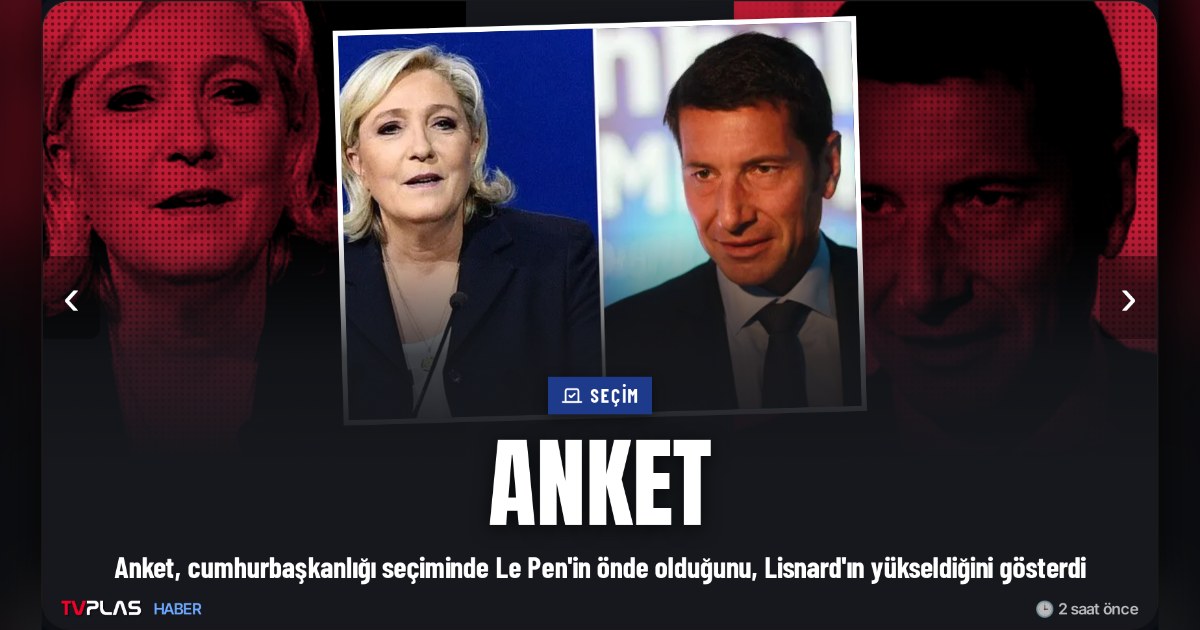 SEÇİM
ANKET
Anket, cumhurbaşkanlığı seçiminde Le Pen'in önde olduğunu, Lisnard'ın yükseldiğini gösterdi
TVPLAS HABER
2 saat önce